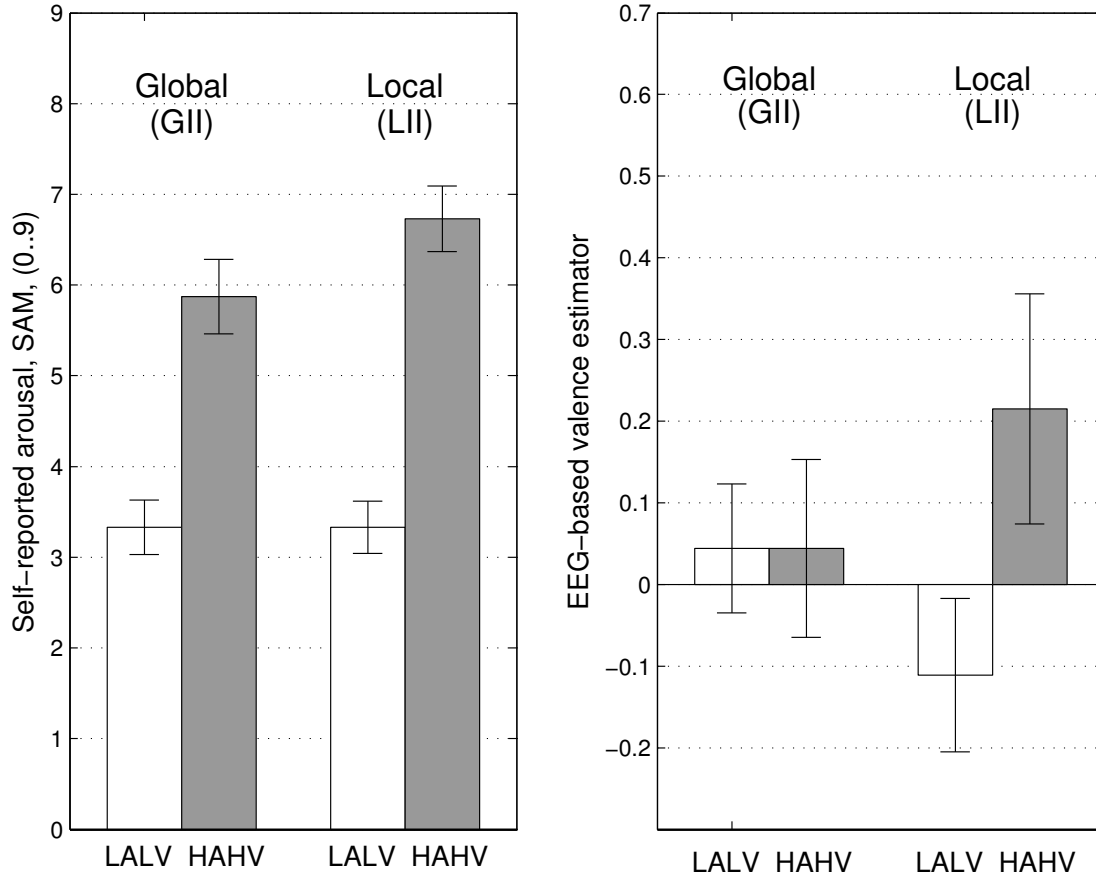 9
8
7
6
5
4
3
2
1
0
Self−reported arousal, SAM, (0..9)
Global
(GII)
Local
(LII)
LALV HAHV LALV HAHV
0.7
0.6
0.5
0.4
0.3
0.2
0.1
0
−0.1
−0.2
EEG−based valence estimator
Global
(GII)
Local
(LII)
LALV HAHV LALV HAHV